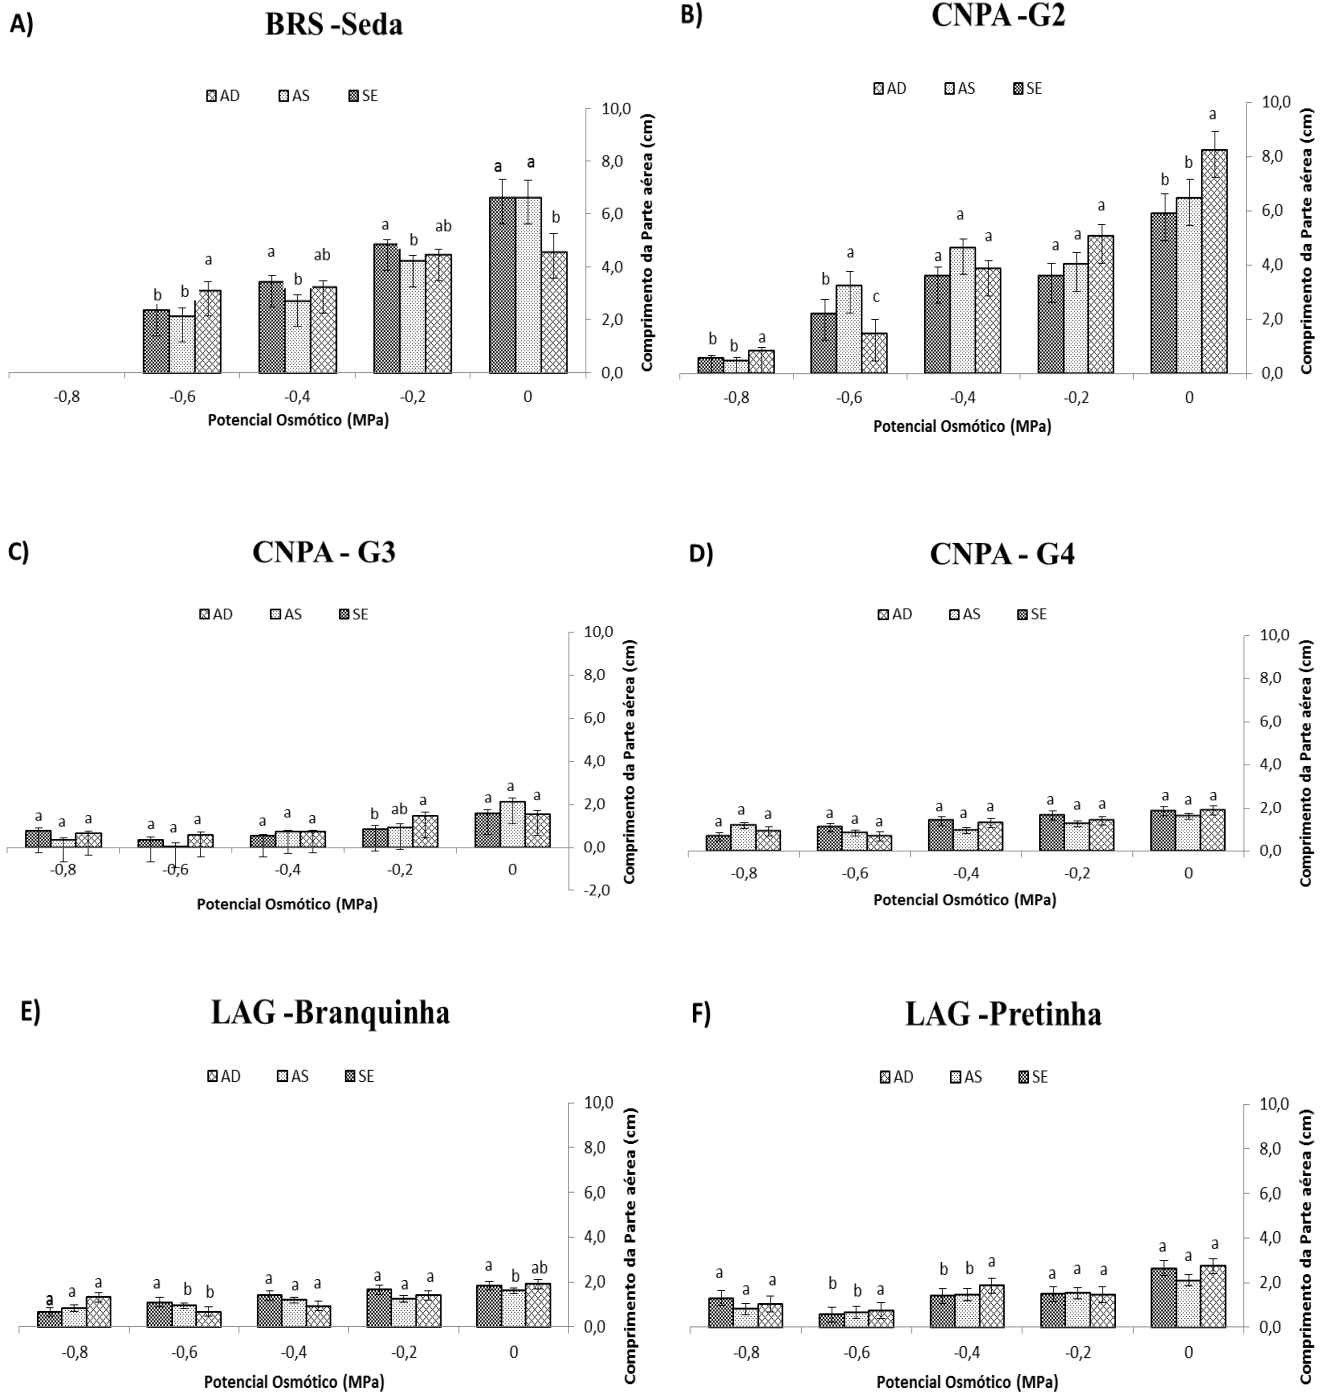 A)
BRS -Seda
AD AS SE
10,0
8,0
6,0
4,0
2,0
0,0
Comprimento da Parte aérea (cm)
b b a
a b ab
a b ab
a a b
-0,8 -0,6 -0,4 -0,2 0
Potencial Osmótico (MPa)
B)
CNPA -G2
AD AS SE
10,0
8,0
6,0
4,0
2,0
0,0
Comprimento da Parte aérea (cm)
b b a
b a c
a a a
a a a
b b a
-0,8 -0,6 -0,4 -0,2 0
Potencial Osmótico (MPa)
C)
CNPA - G3
AD AS SE
10,0
8,0
6,0
4,0
2,0
0,0
-2,0
Comprimento da Parte aérea (cm)
a a a
a a a
a a a
b ab a
a a a
-0,8 -0,6 -0,4 -0,2 0
Potencial Osmótico (MPa)
D)
CNPA - G4
AD AS SE
10,0
8,0
6,0
4,0
2,0
0,0
Comprimento da Parte aérea (cm)
a a a
a a a
a a a
a a a
a a a
-0,8 -0,6 -0,4 -0,2 0
Potencial Osmótico (MPa)
E)
LAG -Branquinha
AD AS SE
10,0
8,0
6,0
4,0
2,0
0,0
Comprimento da Parte aérea (cm)
a a a
a b b
a a a
a a a
a b ab
-0,8 -0,6 -0,4 -0,2 0
Potencial Osmótico (MPa)
F)
LAG -Pretinha
AD AS SE
10,0
8,0
6,0
4,0
2,0
0,0
Comprimento da Parte aérea (cm)
a a a
b b a
b b a
a a a
a a a
-0,8 -0,6 -0,4 -0,2 0
Potencial Osmótico (MPa)